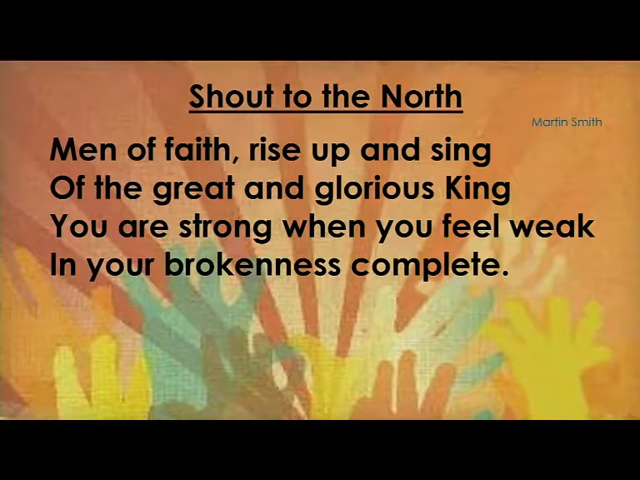 Shout to the North
Martin Smith
Men of faith, rise up and sing
Of the great and glorious King
You are strong when you feel weak
In your brokenness complete.